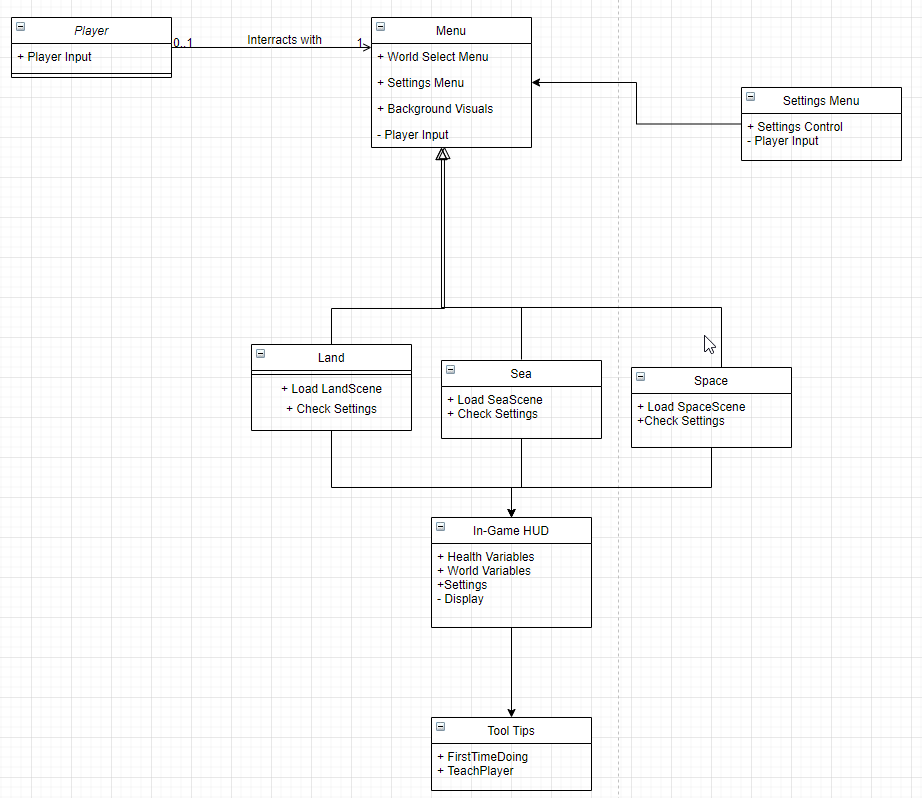 Player
+ Player Input
0..1
Interracts with
1
Menu
+ World Select Menu
+ Settings Menu
+ Background Visuals
- Player Input
Settings Menu
+ Settings Control
- Player Input
Land
+ Load LandScene
+ Check Settings
Sea
+ Load SeaScene
+ Check Settings
Space
+ Load SpaceScene
+Check Settings
In-Game HUD
+ Health Variables
+ World Variables
+Settings
- Display
Tool Tips
+ FirstTimeDoing
+ TeachPlayer